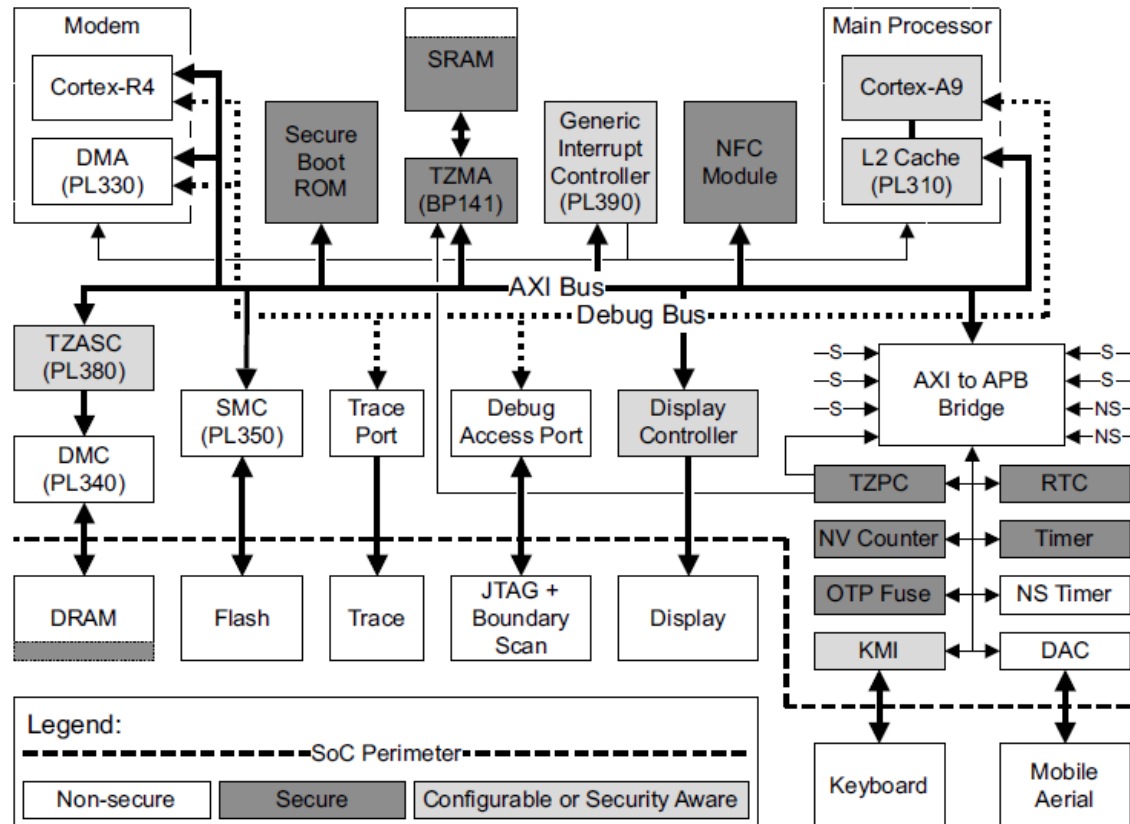 Modem
Cortex-R4
DMA
(PL330)
Secure
Boot
ROM
SRAM
TZMA
(BP141)
Generic
Interrupt
Controller
(PL390)
NFC
Module
Main Processor
Cortex-A9
L2 Cache
(PL310)
AXI Bus
Debug Bus
TZASC
(PL380)
DMC
(PL340)
SMC
(PL350)
Trace
Port
Debug
Access Port
Display
Controller
S
S
S
AXI to APB
Bridge
S
S
NS
NS
TZPC
RTC
NV Counter
Timer
OTP Fuse
NS Timer
KMI
DAC
DRAM
Flash
Trace
JTAG +
Boundary
Scan
Display
Keyboard
Mobile
Aerial
Legend:
SoC Perimeter
Non-secure
Secure
Configurable or Security Aware